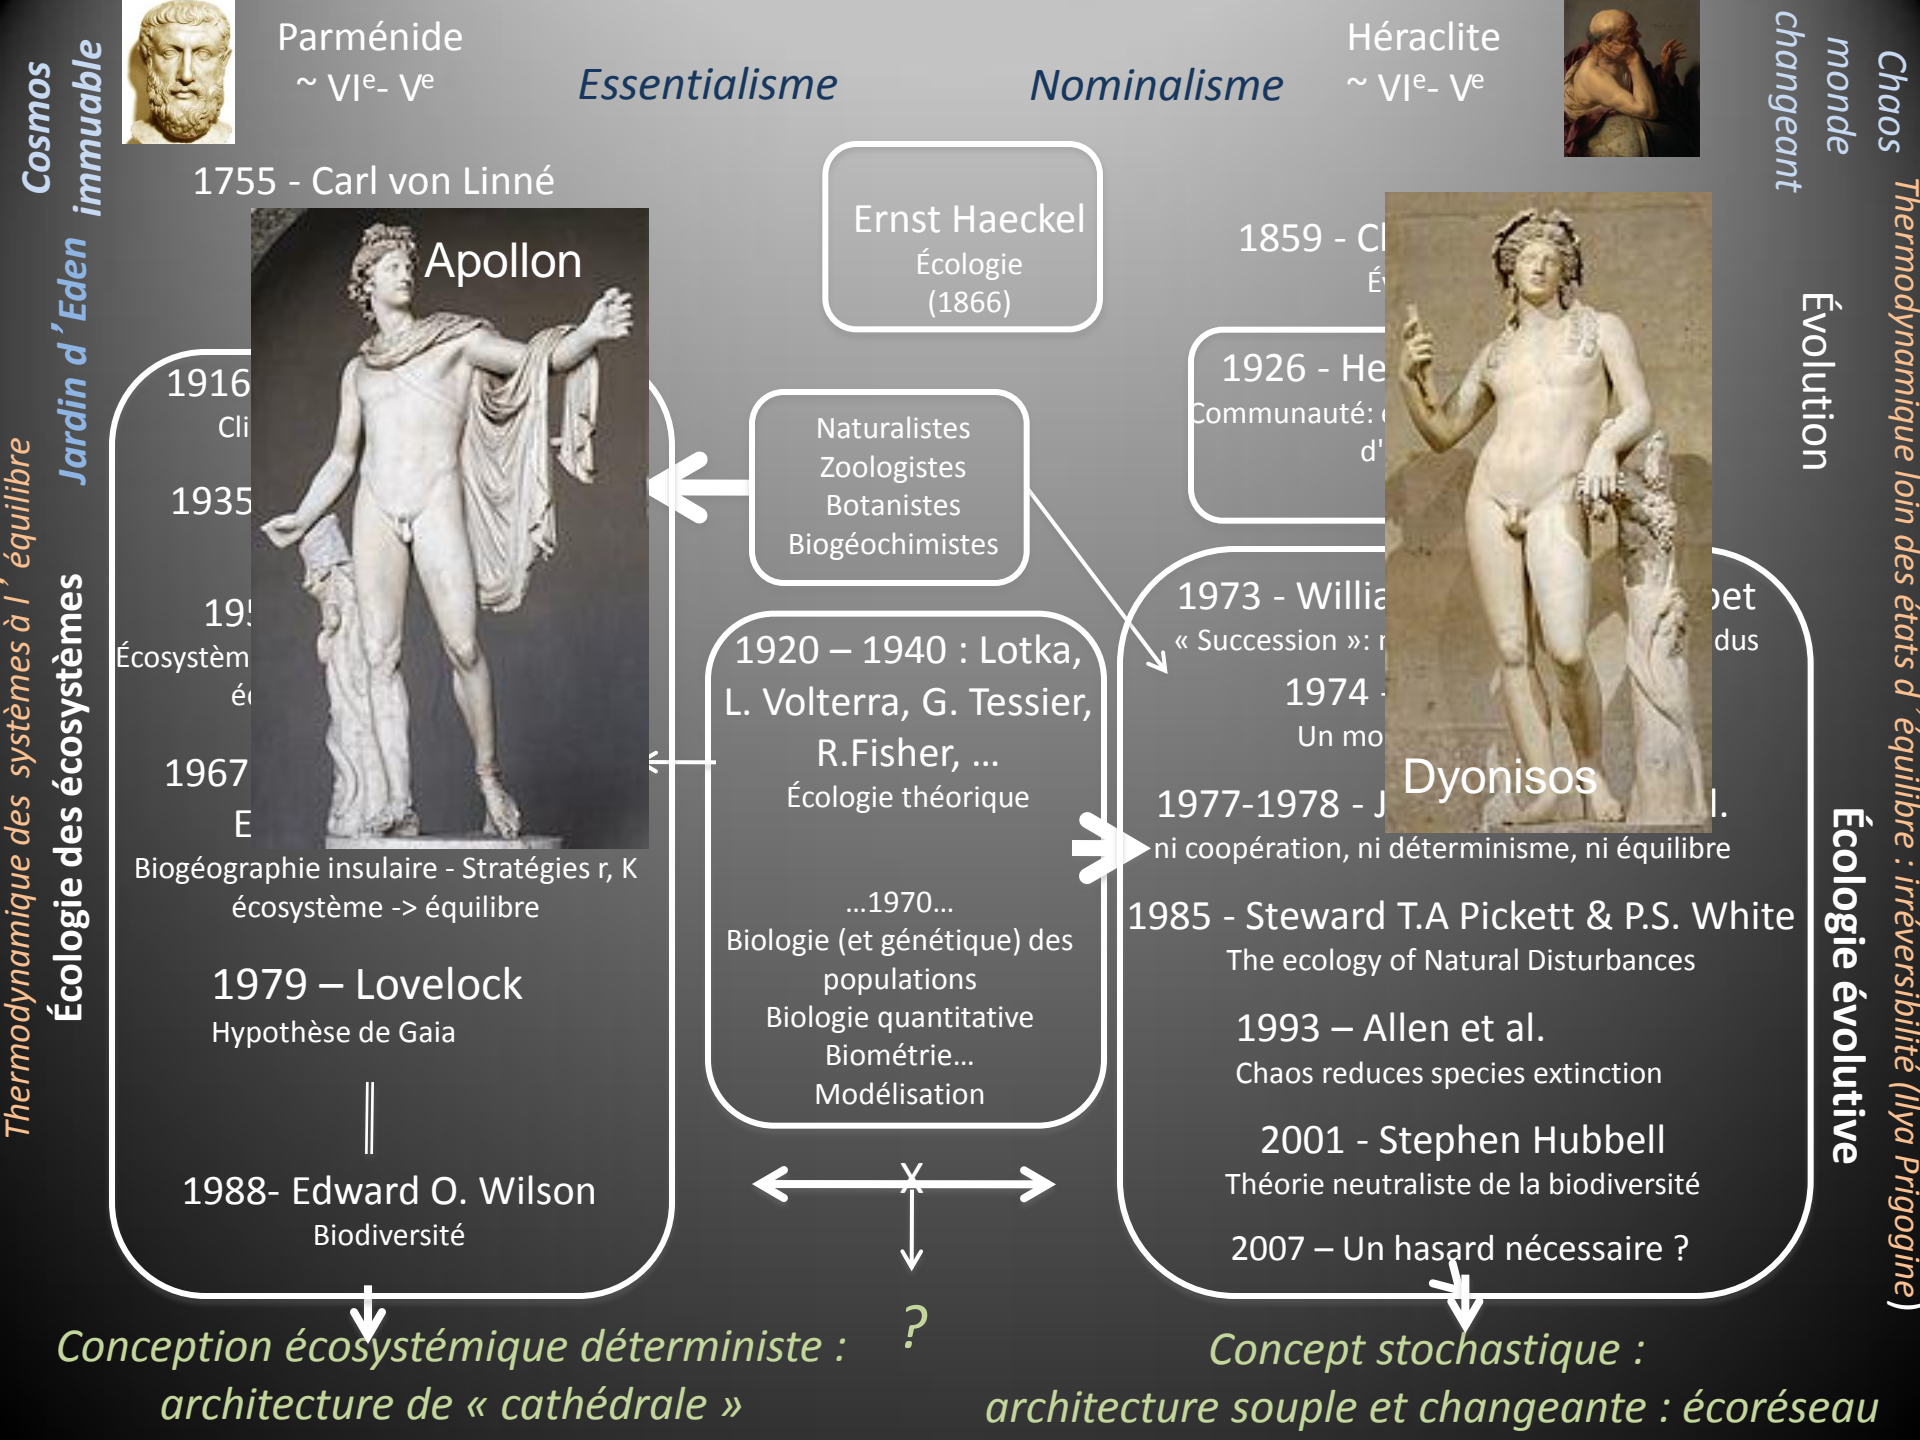 Parménide
~ VIe- Ve
Essentialisme
Nominalisme
Héraclite
~ VIe- Ve
Cosmos
immuable
Chaos
monde
changeant
1755 - Carl von Linné
Apollon
Jardin d’Eden
Ernst Haeckel
Écologie
(1866)
1859 -
Évolution
1916
1935
Écosystèm
1967
Biogéographie insulaire - Stratégies r, K
écosystème -> équilibre
1979 – Lovelock
Hypothèse de Gaia
1988- Edward O. Wilson
Biodiversité
Thermodynamique des systèmes à l’ équilibre
Écologie des écosystèmes
Naturalistes
Zoologistes
Botanistes
Biogéochimistes
1920 – 1940 : Lotka,
L. Volterra, G. Tessier,
R.Fisher, ...
Écologie théorique
...1970...
Biologie (et génétique) des
populations
Biologie quantitative
Biométrie...
Modélisation
X
?
1926 - He
Communauté:
d'
1973 - Willia
« Succession »:
dus
1974 -
Un mo
Dyonisos
1977-1978 - J
ni coopération, ni déterminisme, ni équilibre
1985 - Steward T.A Pickett & P.S. White
The ecology of Natural Disturbances
1993 – Allen et al.
Chaos reduces species extinction
2001 - Stephen Hubbell
Théorie neutraliste de la biodiversité
2007 – Un hasard nécessaire ?
Écologie évolutive
Thermodynamique loin des états d’équilibre : irréversibilité (Ilya Prigogine)
Conception écosystémique déterministe :
architecture de « cathédrale »
Concept stochastique :
architecture souple et changeante : écoréseau